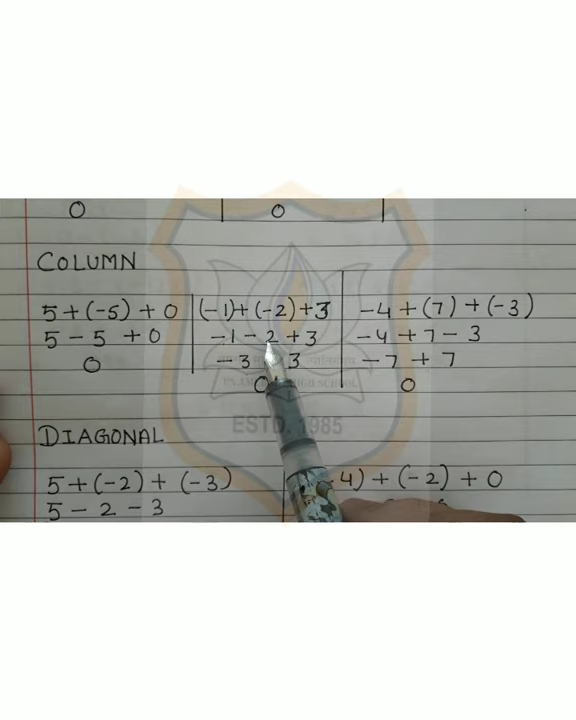 0 0
COLUMN
5+(-5)+0 (-1)+(-2)+3 -4+(7)+(-3)
5-5+0 -1-2+3 -4+7-3
0 -3 3 -7+7
0 0
ESTD. 1985
DIAGONAL
5+(-2)+(-3) 4)+(-2)+0
5-2-3